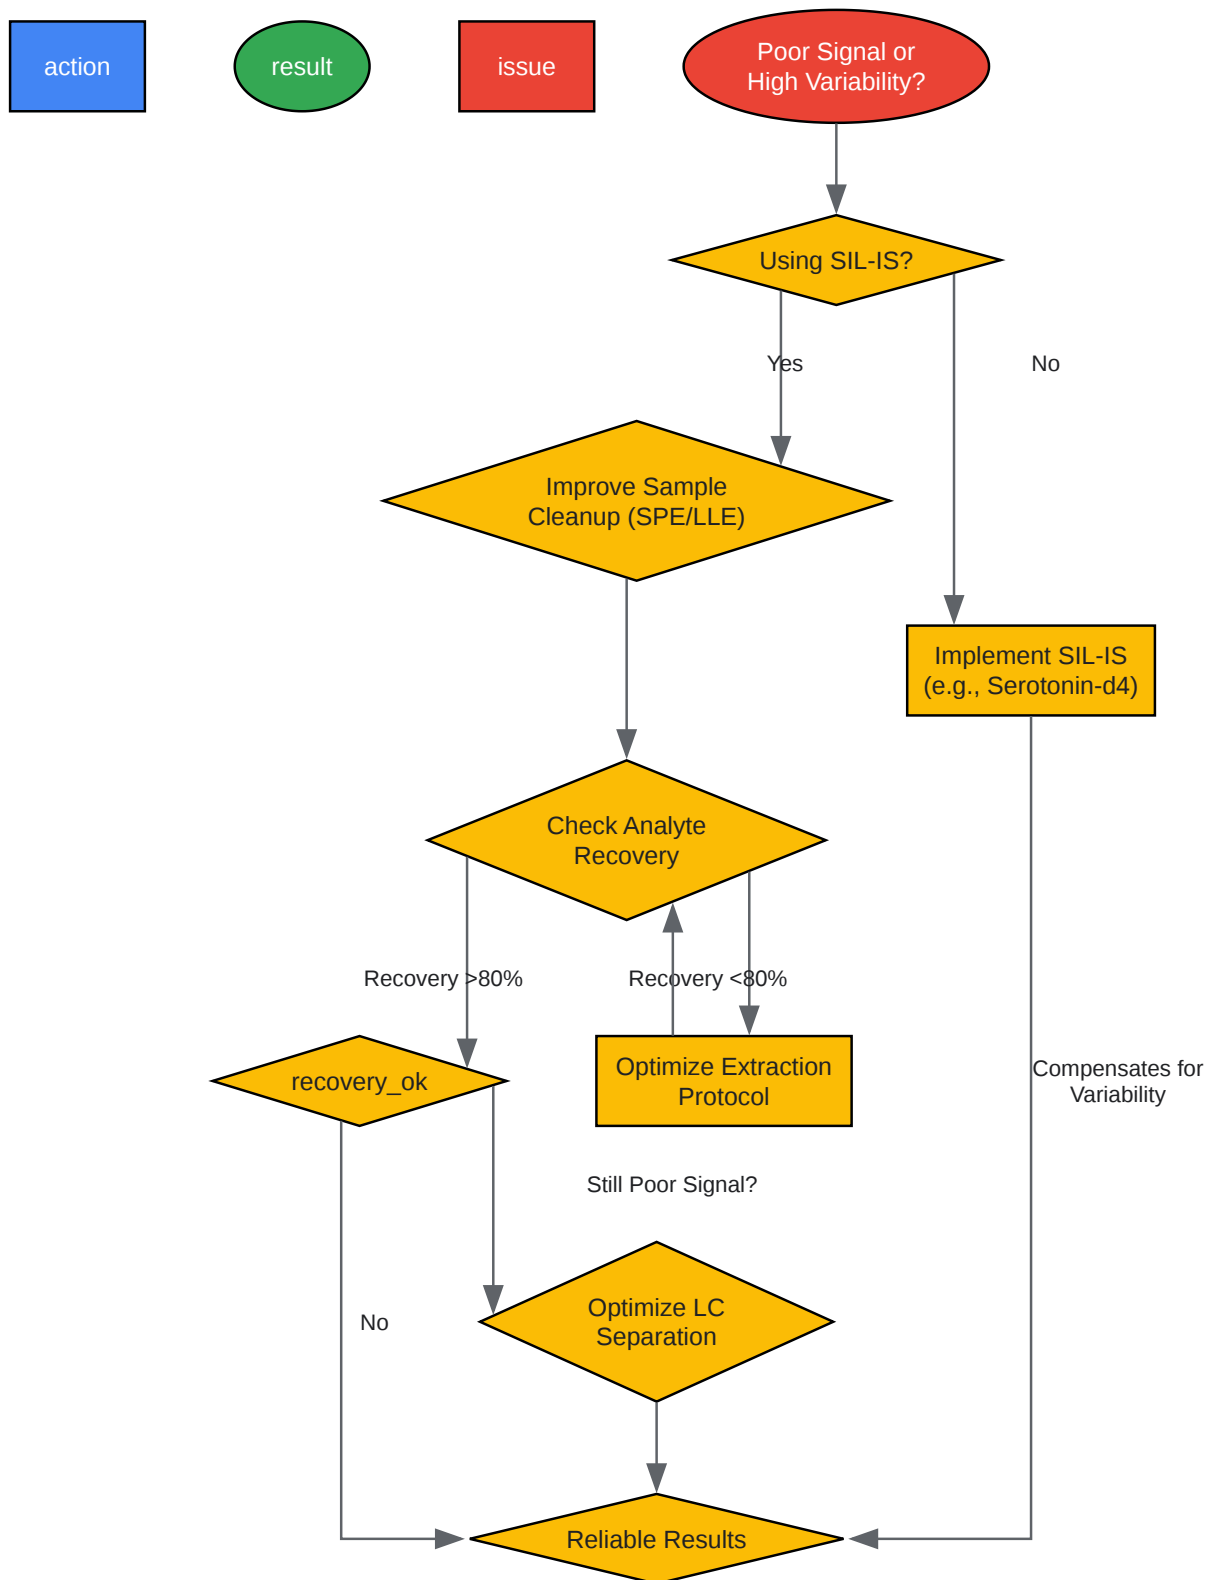 action
result
issue
Poor Signal or
High Variability?
Using SIL-IS?
Yes
No
Improve Sample
Cleanup (SPE/LLE)
Implement SIL-IS
(e.g., Serotonin-d4)
Check Analyte
Recovery
Recovery >80%
Recovery <80%
recovery_ok
Optimize Extraction
Protocol
Compensates for
Variability
Still Poor Signal?
Optimize LC
Separation
No
Reliable Results